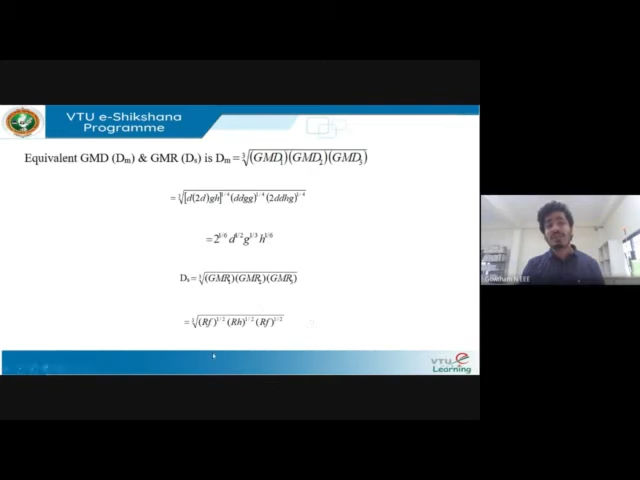 VTU e-Shikshana
Programme
Equivalent GMD (Dₘ) & GMR (Dₛ) is Dₘ = ∛(GMD₁)(GMD₂)(GMD₃)
= ∛[d(2d)gh]^1/4 (ddgg)^1/4 (2ddhg)^1/4
= 2^1/6 d^1/2 g^1/3 h^1/6
Dₛ = ∛(GMR₁)(GMR₂)(GMR₃)
= ∛(Rf)^1/2 (Rh)^1/2 (Rf)^1/2
VTU e
Learning